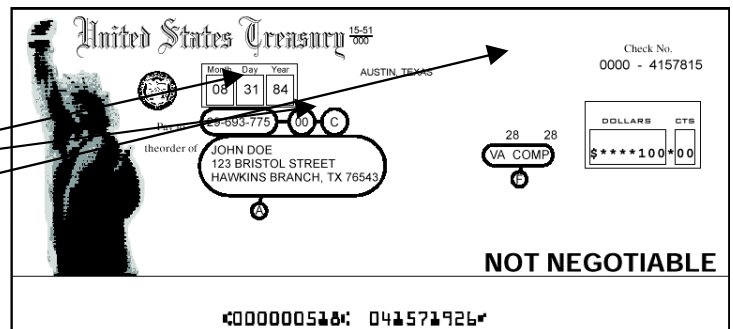 United States Treasury 15-51
000
Check No.
0000 - 4157815
AUSTIN, TEXAS
Month Day Year
08 31 84
Pay to
theorder of
29-693-775 00 C
JOHN DOE
123 BRISTOL STREET
HAWKINS BRANCH, TX 76543
A
28 28
VA COMP
F
DOLLARS CTS
$****100*00
NOT NEGOTIABLE
⑆000000518⑆ 041571926⑈